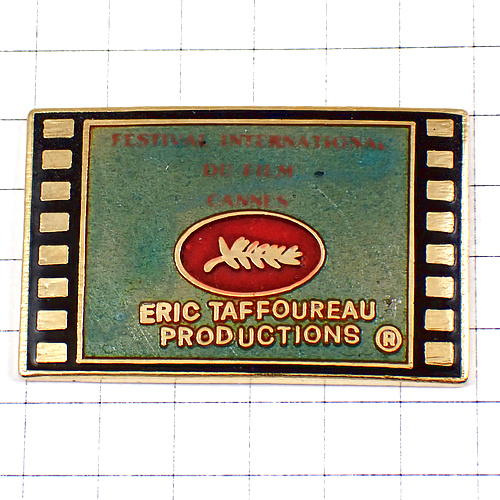 FESTIVAL INTERNATIONAL
DU FILM
CANNES
ERIC TAFFOUREAU
PRODUCTIONS ®